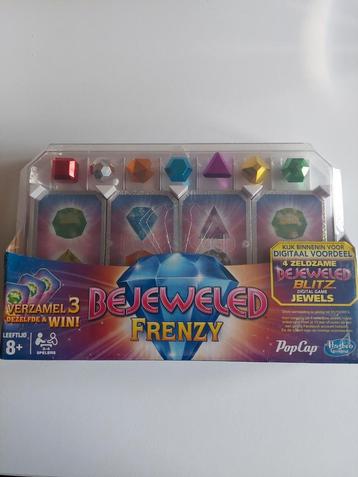 KIJK BINNENIN VOOR
DIGITAAL VOORDEEL
4 ZELDZAME
BEJEWELED
BLITZ
DIGITAL GAME
JEWELS
BEJEWELED
FRENZY
VERZAMEL 3
DEZELFDE &
WIN!
LEEFTIJD
8+
SPELERS
PopCap
Hasbro
Gaming